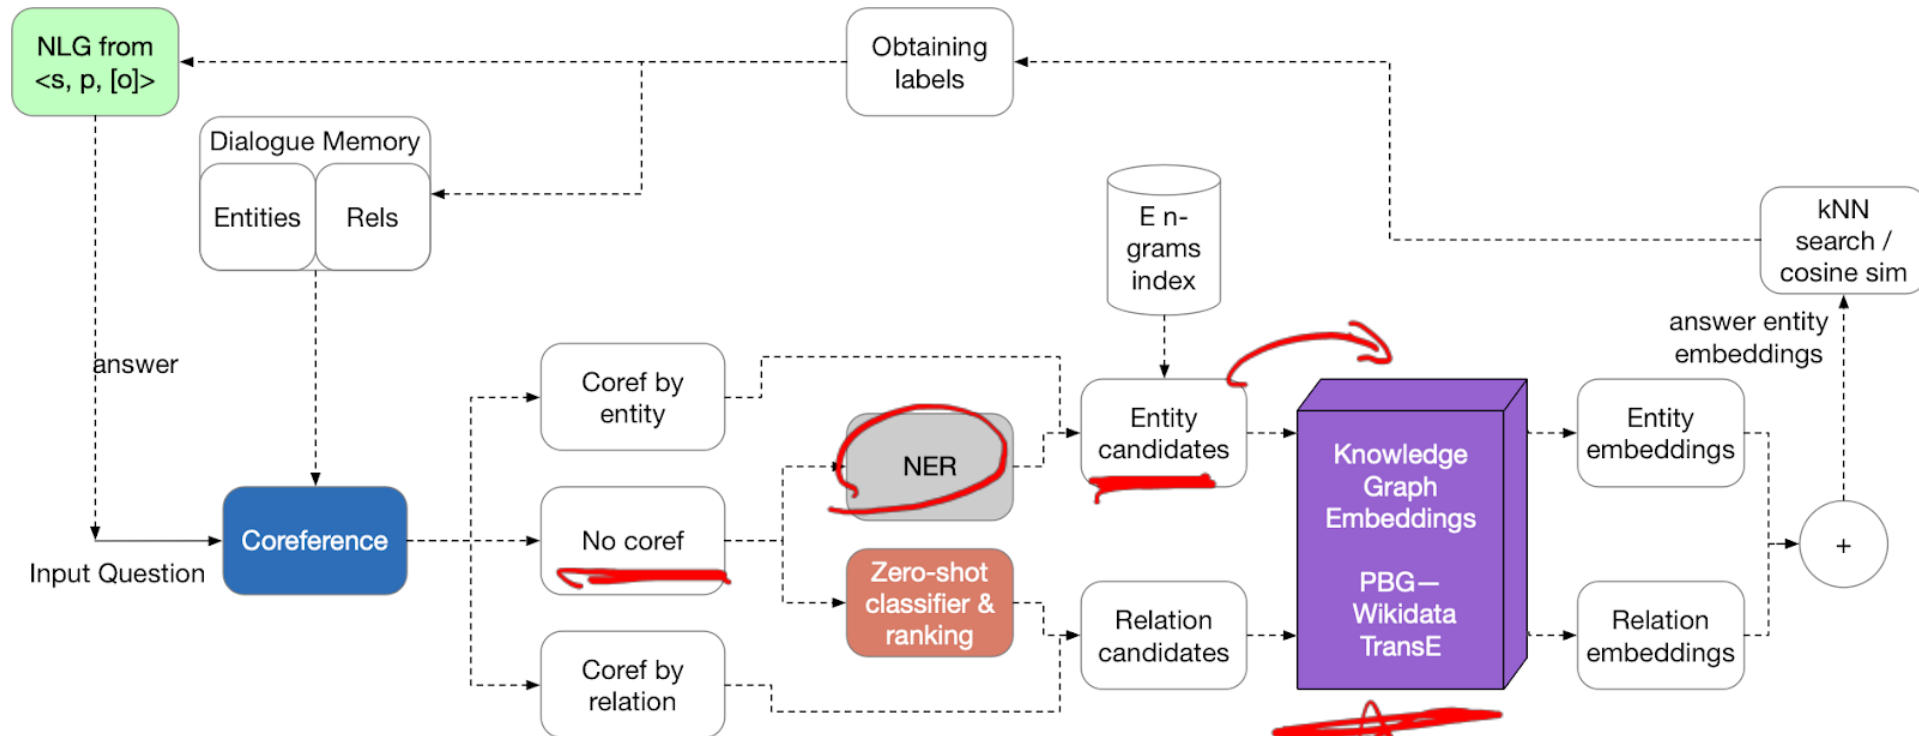 NLG from
<s, p, [o]>
Obtaining
labels
Dialogue Memory
Entities
Rels
E n-
grams
index
kNN
search /
cosine sim
answer entity
embeddings
answer
Coref by
entity
NER
Entity
candidates
Knowledge
Graph
Embeddings
PBG—
Wikidata
TransE
Entity
embeddings
Input Question
Coreference
No coref
Zero-shot
classifier &
ranking
+
Coref by
relation
Relation
candidates
Relation
embeddings